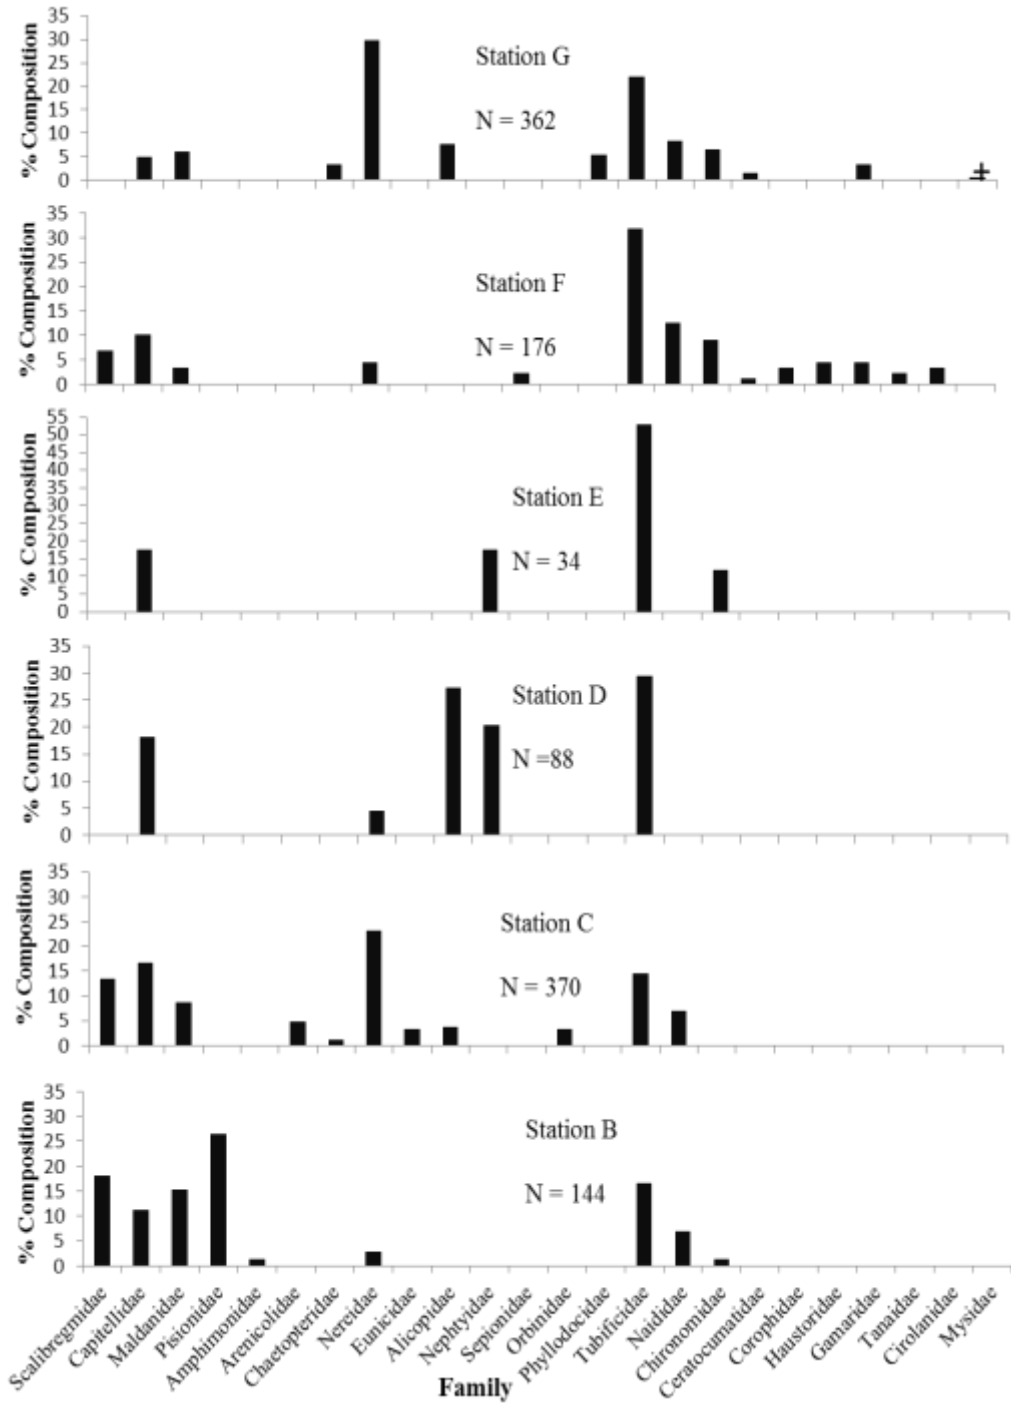 % Composition
35
30
25
20
15
10
5
0
Station G
N = 362
+
% Composition
35
30
25
20
15
10
5
0
Station F
N = 176
% Composition
55
50
45
40
35
30
25
20
15
10
5
0
Station E
N = 34
% Composition
35
30
25
20
15
10
5
0
Station D
N =88
% Composition
35
30
25
20
15
10
5
0
Station C
N = 370
% Composition
35
30
25
20
15
10
5
0
Station B
N = 144
Scalibregmidae
Capitellidae
Maldanidae
Pisionidae
Amphirnonidae
Arenicolidae
Chaetopteridae
Nereidae
Eunicidae
Alicopidae
Nephtyidae
Sepionidae
Orbinidae
Phyllodocidae
Tubificidae
Naididae
Chironomidae
Ceratocumatidae
Corophidae
Haustoridae
Gamaridae
Tanaidae
Cirolanidae
Mysidae
Family